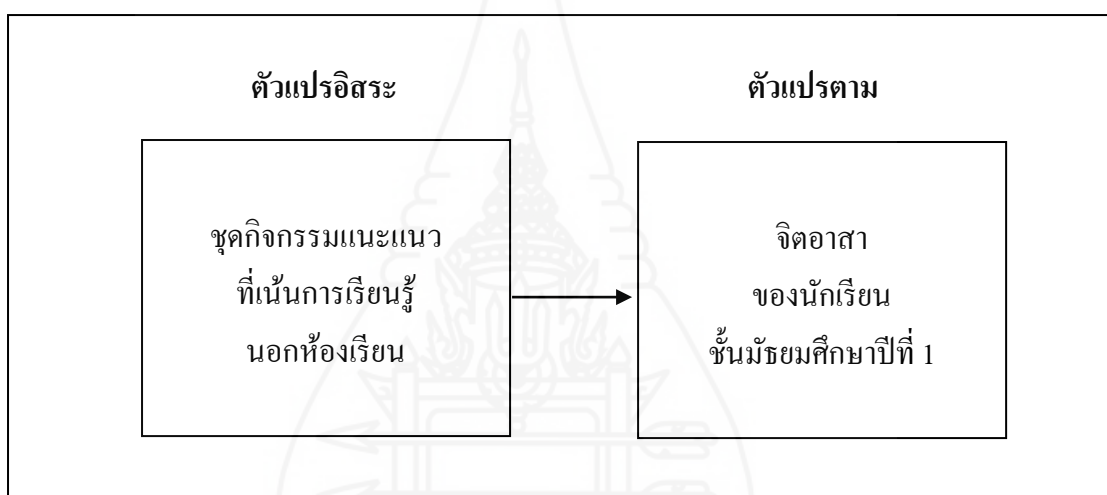 ตัวแปรอิสระ
ตัวแปรตาม
ชุดกิจกรรมแนะแนว
ที่เน้นการเรียนรู้
นอกห้องเรียน
จิตอาสา
ของนักเรียน
ชั้นมัธยมศึกษาปีที่ 1